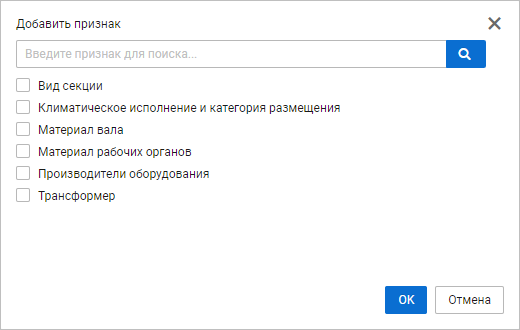 Добавить признак
Введите признак для поиска...
Вид секции
Климатическое исполнение и категория размещения
Материал вала
Материал рабочих органов
Производители оборудования
Трансформер
OK
Отмена